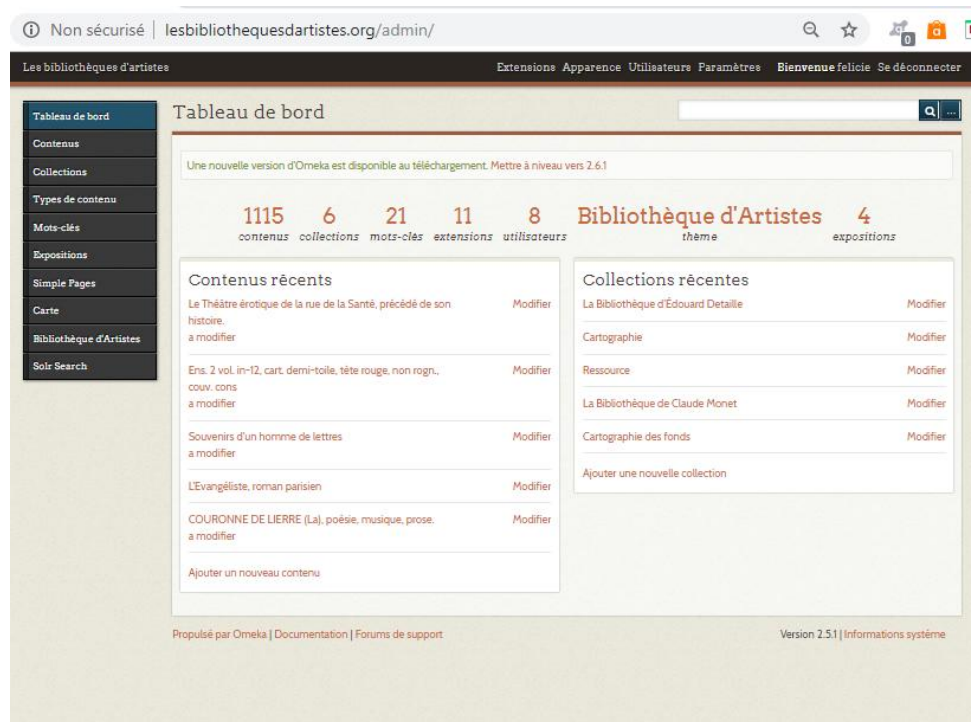 Non sécurisé | lesbibliothequesdartistes.org/admin/
0
a
Les bibliothèques d'artistes
Extensions Apparence Utilisateurs Paramètres Bienvenue felicie Se déconnecter
Tableau de bord
Contenus
Collections
Types de contenu
Mots-clés
Expositions
Simple Pages
Carte
Bibliothèque d'Artistes
Solr Search
Tableau de bord
...
Une nouvelle version d'Omeka est disponible au téléchargement. Mettre à niveau vers 2.6.1
1115 6 21 11 8 Bibliothèque d'Artistes 4
contenus collections mots-clés extensions utilisateurs thème expositions
Contenus récents
Le Théâtre érotique de la rue de la Santé, précédé de son Modifier
histoire.
a modifier
Ens. 2 vol. in-12, cart. demi-toile, tête rouge, non rogn., Modifier
couv. cons
a modifier
Souvenirs d'un homme de lettres Modifier
a modifier
L'Evangéliste, roman parisien Modifier
COURONNE DE LIERRE (La), poésie, musique, prose. Modifier
a modifier
Ajouter un nouveau contenu
Collections récentes
La Bibliothèque d'Édouard Detaille Modifier
Cartographie Modifier
Ressource Modifier
La Bibliothèque de Claude Monet Modifier
Cartographie des fonds Modifier
Ajouter une nouvelle collection
Propulsé par Omeka | Documentation | Forums de support
Version 2.5.1 | Informations système